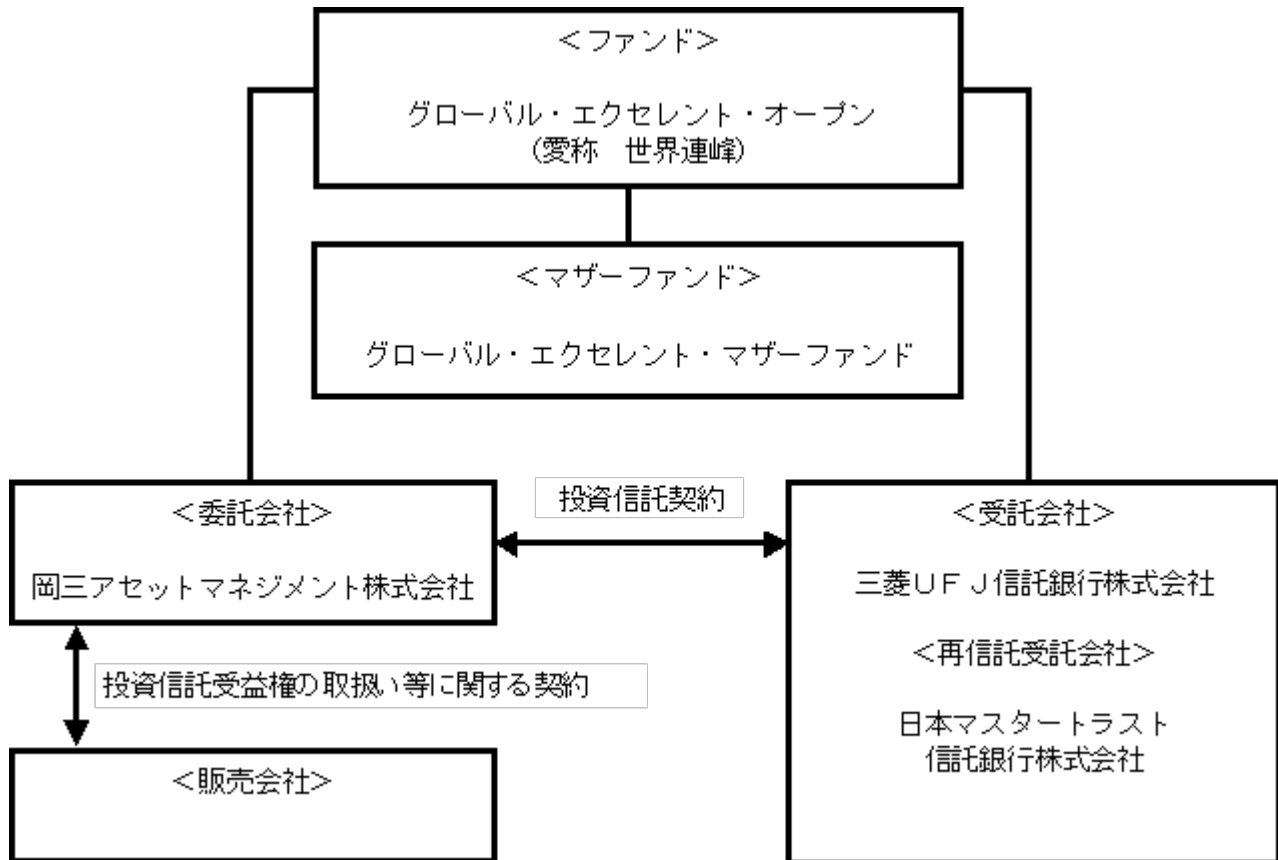 ＜ファンド＞
グローバル・エクセレント・オープン
(愛称　世界連峰)
＜マザーファンド＞
グローバル・エクセレント・マザーファンド
＜委託会社＞
岡三アセットマネジメント株式会社
投資信託契約
＜受託会社＞
三菱ＵＦＪ信託銀行株式会社
＜再信託受託会社＞
日本マスタートラスト
信託銀行株式会社
投資信託受益権の取扱い等に関する契約
＜販売会社＞